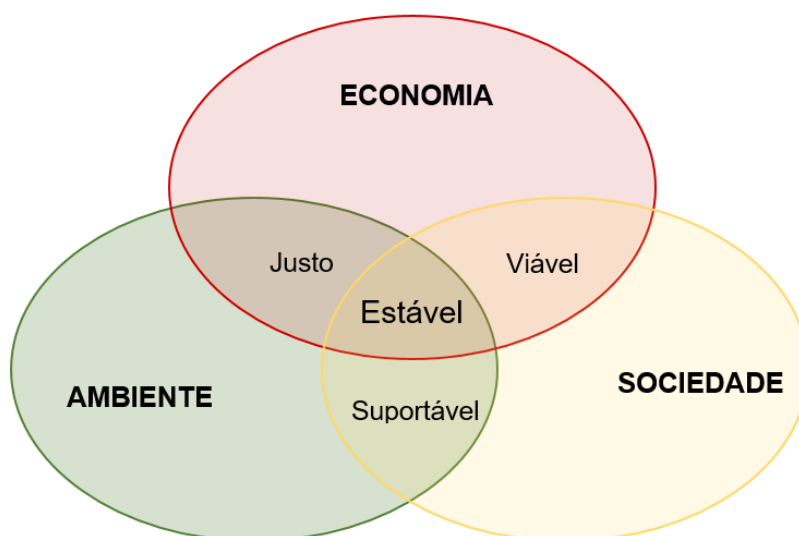 ECONOMIA
Justo
Viável
Estável
AMBIENTE
SOCIEDADE
Suportável